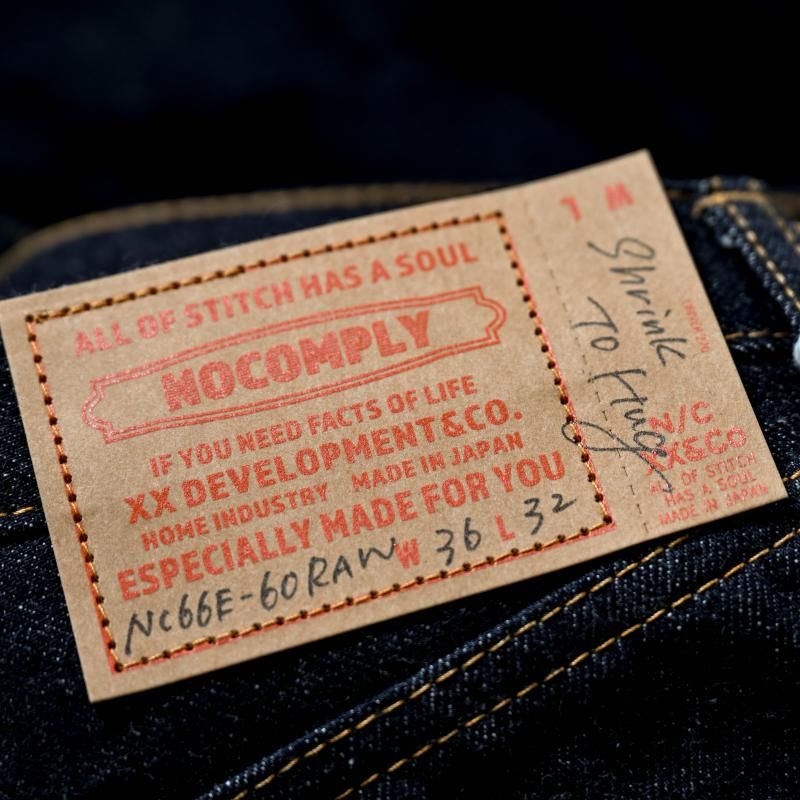 ALL OF STITCH HAS A SOUL
NOCOMPLY
IF YOU NEED FACTS OF LIFE
XX DEVELOPMENT&CO.
HOME INDUSTRY MADE IN JAPAN
ESPECIALLY MADE FOR YOU
NC66E-60RAW W 36 L 32
L W
Shrink
To Hug
N/C
XX&CO
ALL OF STITCH
HAS A SOUL
MADE IN JAPAN